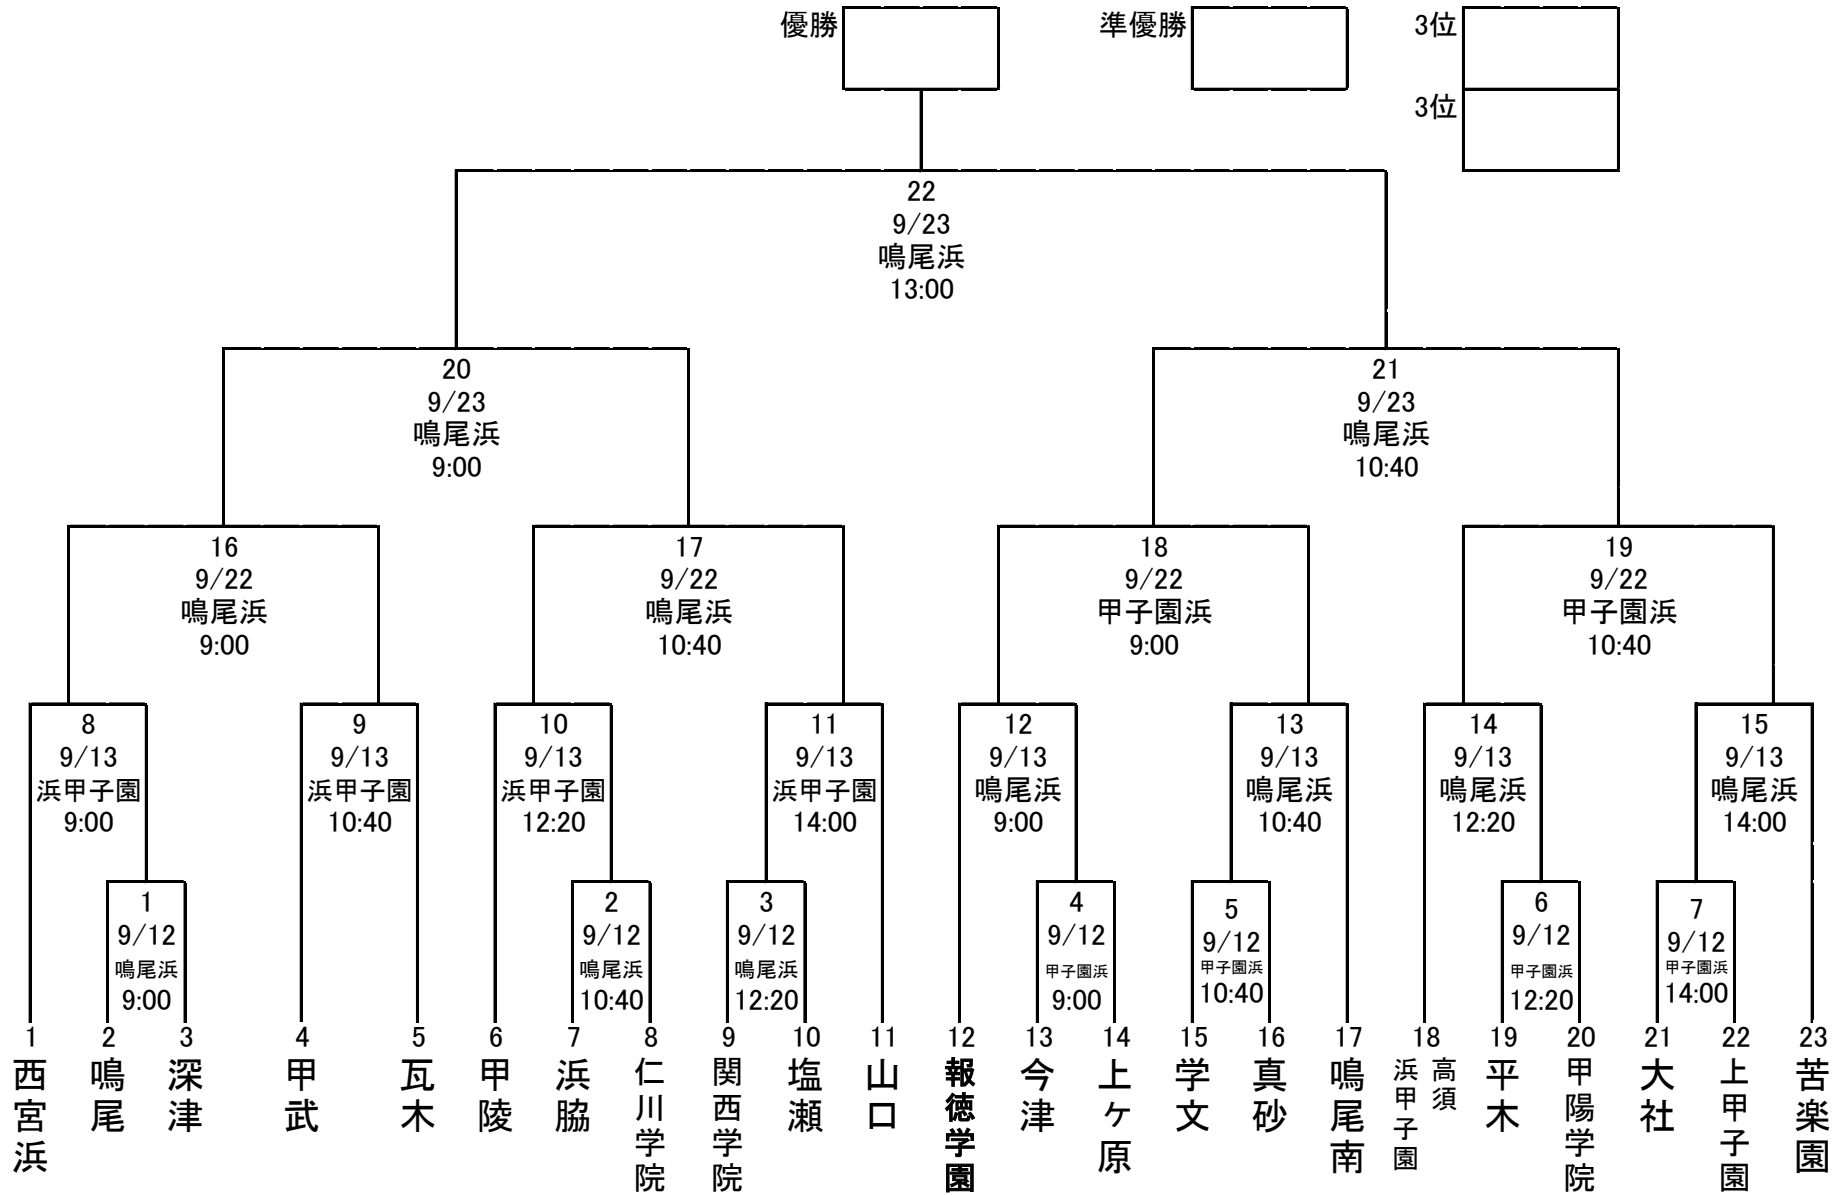 優勝
準優勝
3位
3位
22
9/23
鳴尾浜
13:00
20
9/23
鳴尾浜
9:00
21
9/23
鳴尾浜
10:40
16
9/22
鳴尾浜
9:00
17
9/22
鳴尾浜
10:40
18
9/22
甲子園浜
9:00
19
9/22
甲子園浜
10:40
8
9/13
浜甲子園
9:00
9
9/13
浜甲子園
10:40
10
9/13
浜甲子園
12:20
11
9/13
浜甲子園
14:00
12
9/13
鳴尾浜
9:00
13
9/13
鳴尾浜
10:40
14
9/13
鳴尾浜
12:20
15
9/13
鳴尾浜
14:00
1
9/12
鳴尾浜
9:00
2
9/12
鳴尾浜
10:40
3
9/12
鳴尾浜
12:20
4
9/12
甲子園浜
9:00
5
9/12
甲子園浜
10:40
6
9/12
甲子園浜
12:20
7
9/12
甲子園浜
14:00
1
西宮浜
2
鳴尾
3
深津
4
甲武
5
瓦木
6
甲陵
7
浜脇
8
仁川学院
9
関西学院
10
塩瀬
11
山口
12
報徳学園
13
今津
14
上ヶ原
15
学文
16
真砂
17
鳴尾南
18
高須
浜甲子園
19
平木
20
甲陽学院
21
大社
22
上甲子園
23
苦楽園